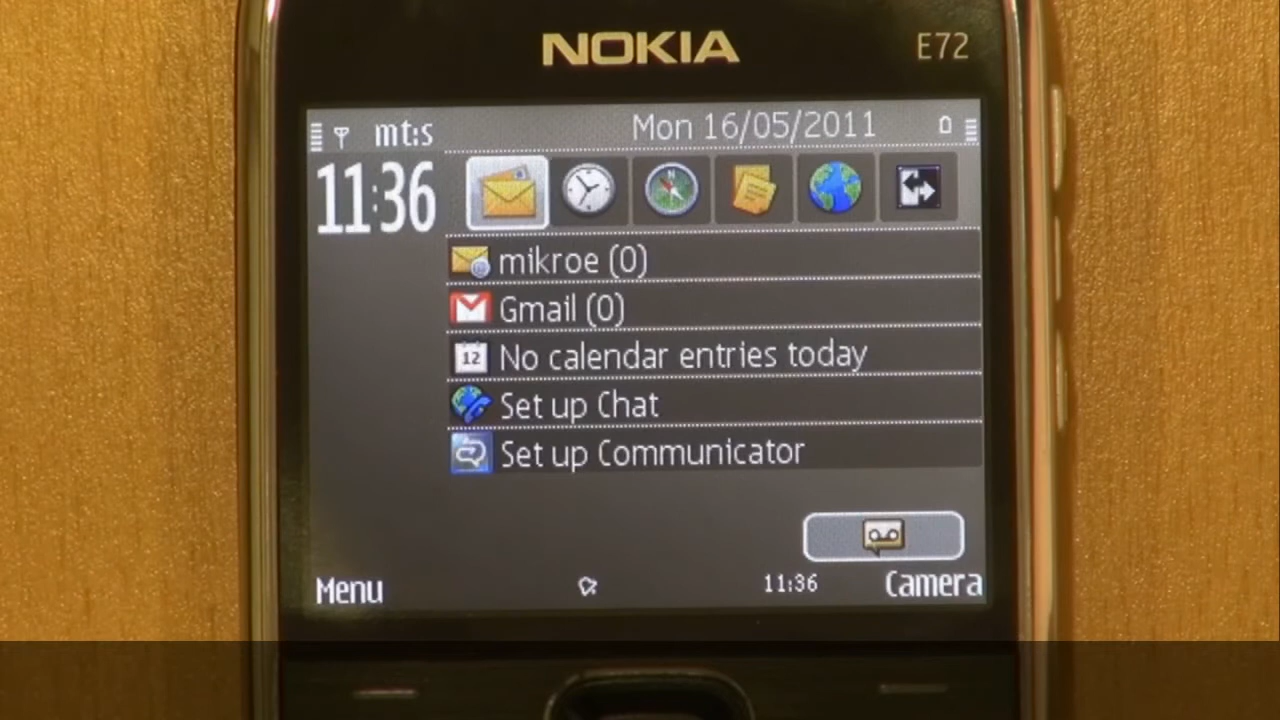 NOKIA
E72
mt:s
Mon 16/05/2011
11:36
mikroe (0)
Gmail (0)
12
No calendar entries today
Set up Chat
Set up Communicator
Menu
11:36
Camera